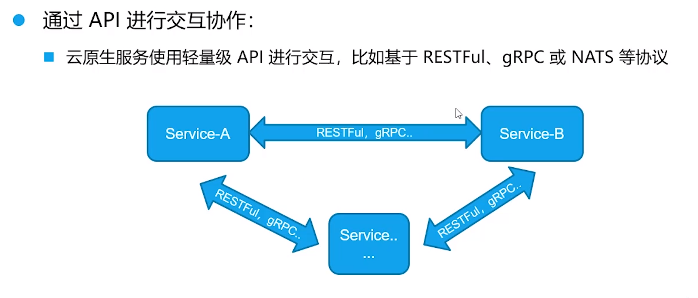 通过 API 进行交互协作：
云原生服务使用轻量级 API 进行交互，比如基于 RESTFul、gRPC 或 NATS 等协议
Service-A
RESTFul，gRPC..
Service-B
RESTFul，gRPC..
RESTFul，gRPC..
Service..
...